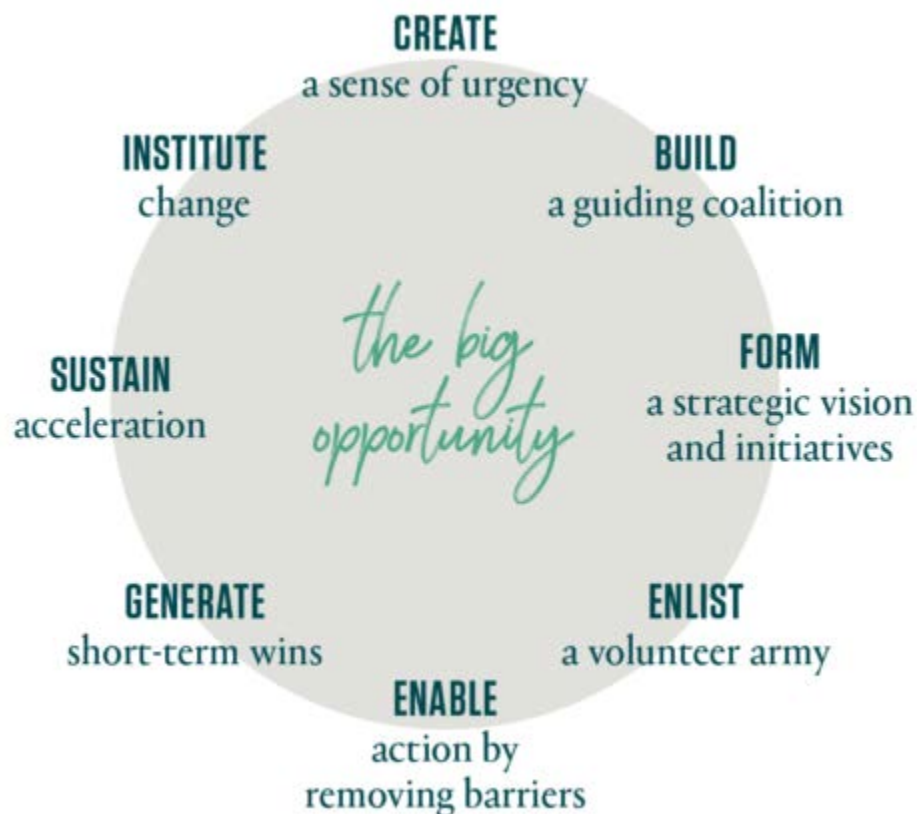 CREATE
a sense of urgency
BUILD
a guiding coalition
FORM
a strategic vision
and initiatives
ENLIST
a volunteer army
ENABLE
action by
removing barriers
GENERATE
short-term wins
SUSTAIN
acceleration
INSTITUTE
change
the big
opportunity